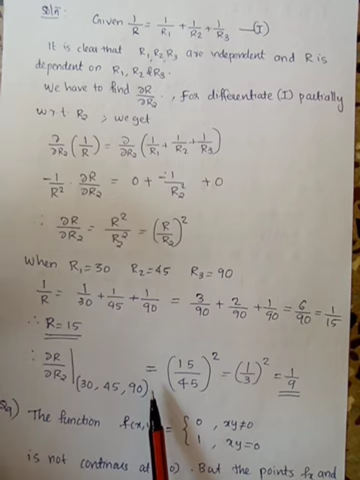 Soln. Given 1/R = 1/R₁ + 1/R₂ + 1/R₃ —(I)
It is clear that R₁,R₂,R₃ are independent and R is
dependent on R₁, R₂ & R₃.
We have to find ∂R/∂R₂, For differentiate (I) partially
w.r.t R₂, we get
∂/∂R₂ (1/R) = ∂/∂R₂ (1/R₁ + 1/R₂ + 1/R₃)
-1/R² · ∂R/∂R₂ = 0 + -1/R₂² + 0
∴ ∂R/∂R₂ = R²/R₂² = (R/R₂)²
When R₁=30 R₂=45 R₃=90
1/R = 1/30 + 1/45 + 1/90 = 3/90 + 2/90 + 1/90 = 6/90 = 1/15
∴ R=15
∴ ∂R/∂R₂ |(30, 45, 90) = (15/45)² = (1/3)² = 1/9
The function f(x, = { 0 , xy≠0
1 , xy=0
is not continous at 0). But the points fx and